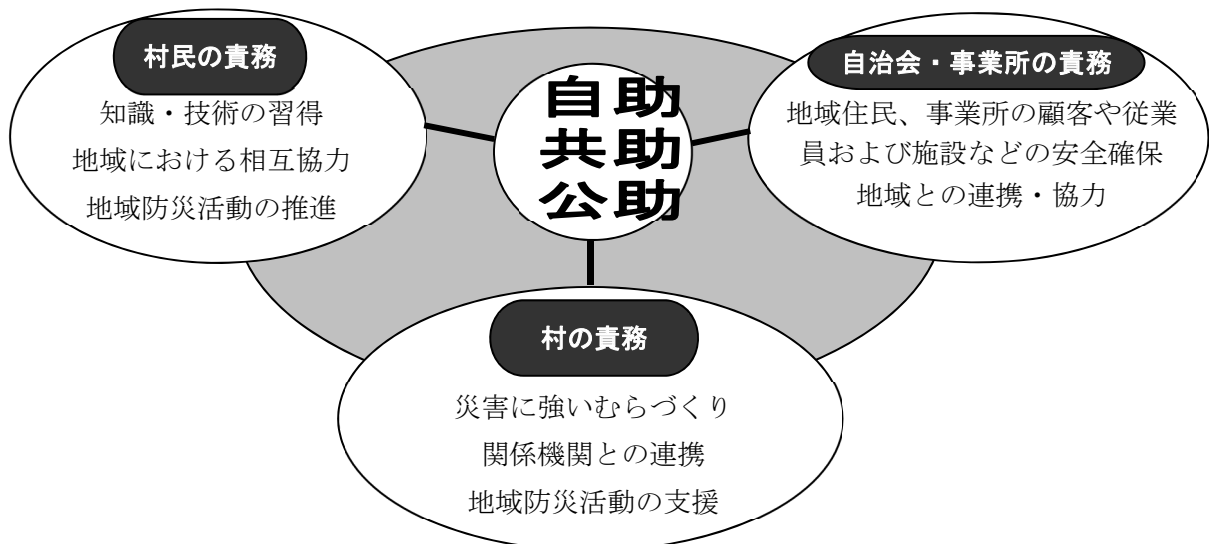 村民の責務
知識・技術の習得
地域における相互協力
地域防災活動の推進
自助
共助
公助
自治会・事業所の責務
地域住民、事業所の顧客や従業
員および施設などの安全確保
地域との連携・協力
村の責務
災害に強いむらづくり
関係機関との連携
地域防災活動の支援